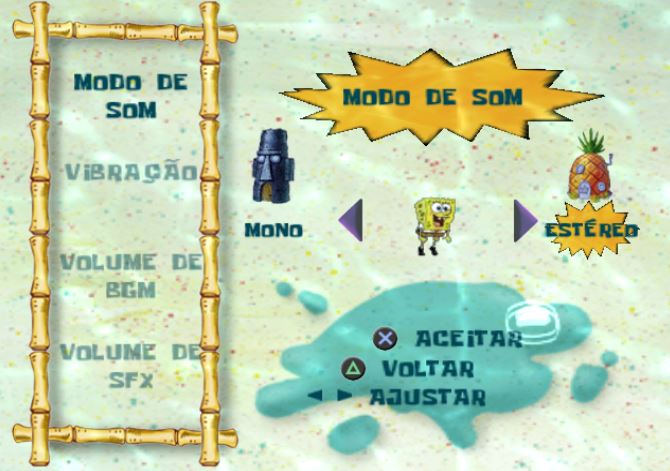 MODO DE
SOM
VIBRAÇÃO
VOLUME DE
BGM
VOLUME DE
SFX
MODO DE SOM
MONO
ESTÉREO
ACEITAR
VOLTAR
AJUSTAR